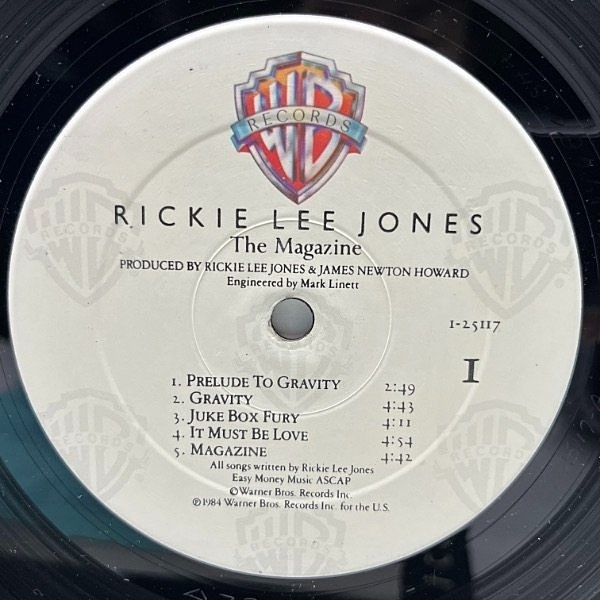 WB
RECORDS
RICKIE LEE JONES
The Magazine
PRODUCED BY RICKIE LEE JONES & JAMES NEWTON HOWARD
Engineered by Mark Linett
1-25117
1
1. PRELUDE TO GRAVITY 2:49
2. GRAVITY 4:43
3. JUKE BOX FURY 4:11
4. IT MUST BE LOVE 4:54
5. MAGAZINE 4:42
All songs written by Rickie Lee Jones
Easy Money Music ASCAP
© Warner Bros. Records Inc.
℗ 1984 Warner Bros. Records Inc. for the U.S.